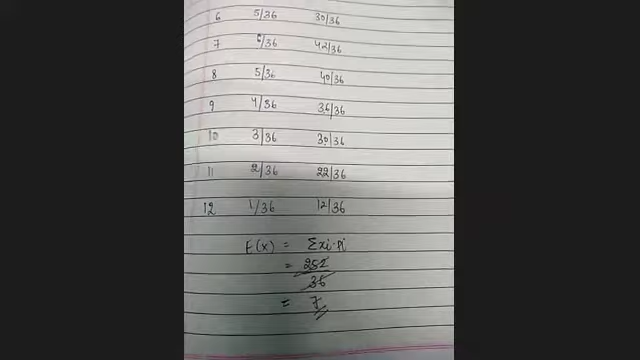 6 5/36 30/36
7 6/36 42/36
8 5/36 40/36
9 4/36 36/36
10 3/36 30/36
11 2/36 22/36
12 1/36 12/36
E(x) = Σxi·pi
= 252
36
= 7